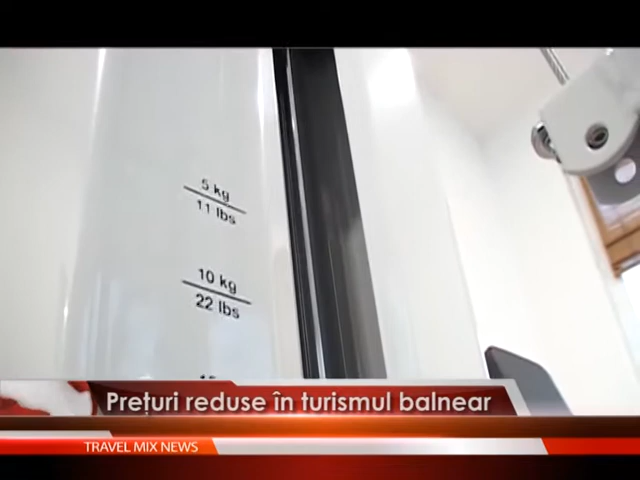 5 kg
11 lbs
10 kg
22 lbs
Prețuri reduse în turismul balnear
TRAVEL MIX NEWS